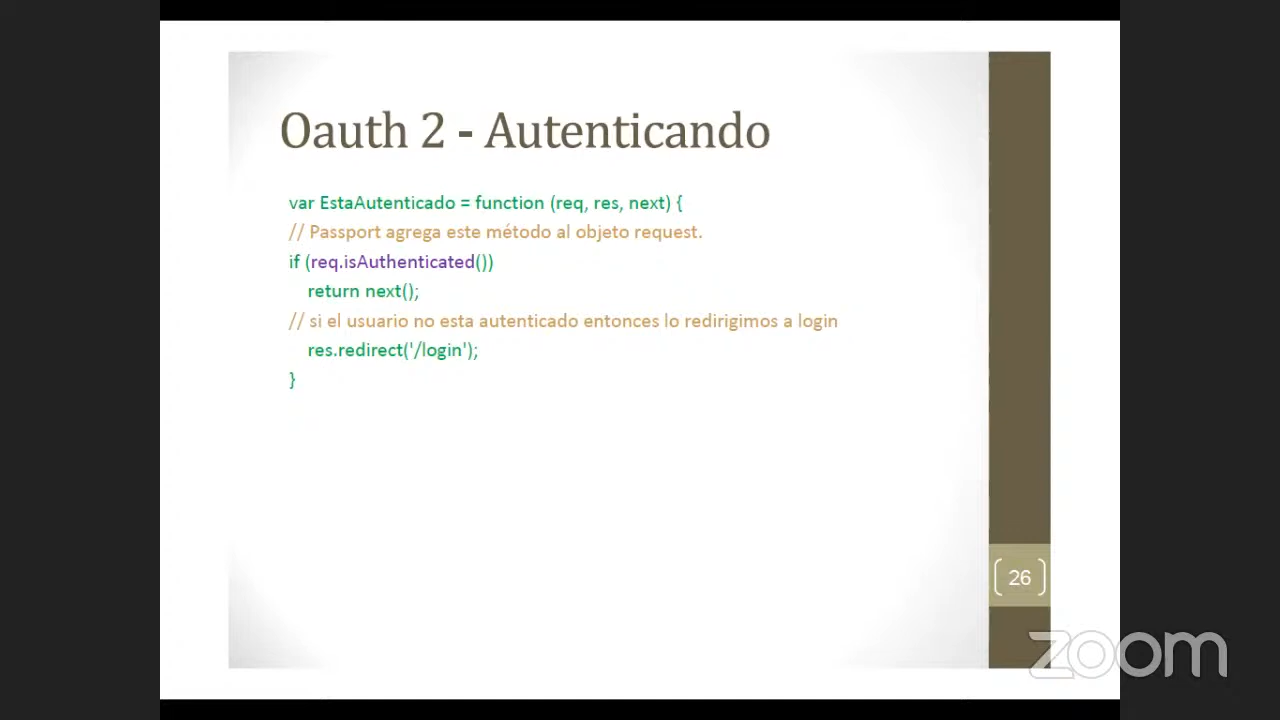 Oauth 2 - Autenticando
var EstaAutenticado = function (req, res, next) {
// Passport agrega este método al objeto request.
if (req.isAuthenticated())
return next();
// si el usuario no esta autenticado entonces lo redirigimos a login
res.redirect('/login');
}
26
zoom